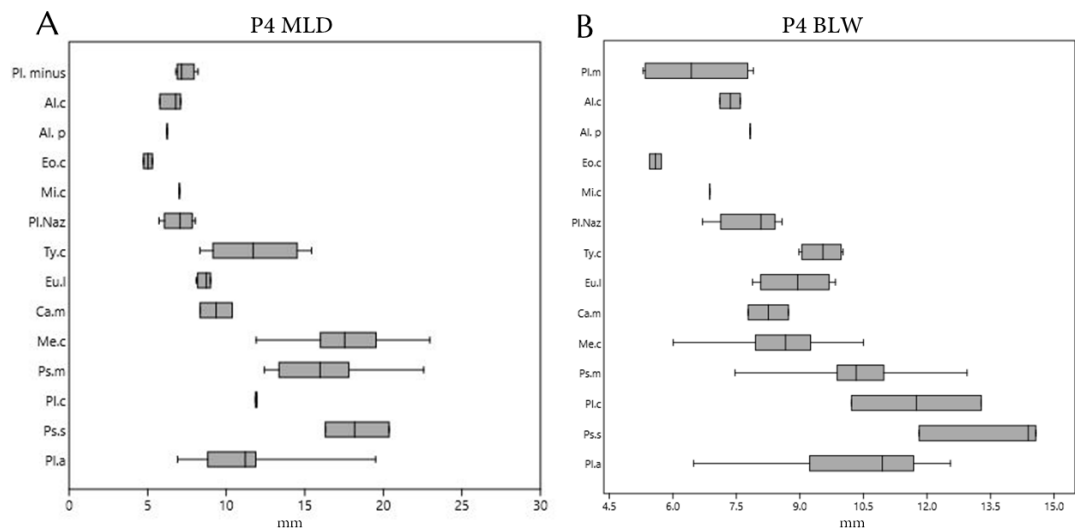 A
P4 MLD
Pl. minus
Al.c
Al. p
Eo.c
Mi.c
Pl.Naz
Ty.c
Eu.l
Ca.m
Me.c
Ps.m
Pl.c
Ps.s
Pl.a
0 5 10 15 20 25 30
mm
B
P4 BLW
Pl.m
Al.c
Al. p
Eo.c
Mi.c
Pl.Naz
Ty.c
Eu.l
Ca.m
Me.c
Ps.m
Pl.c
Ps.s
Pl.a
4.5 6.0 7.5 9.0 10.5 12.0 13.5 15.0
mm